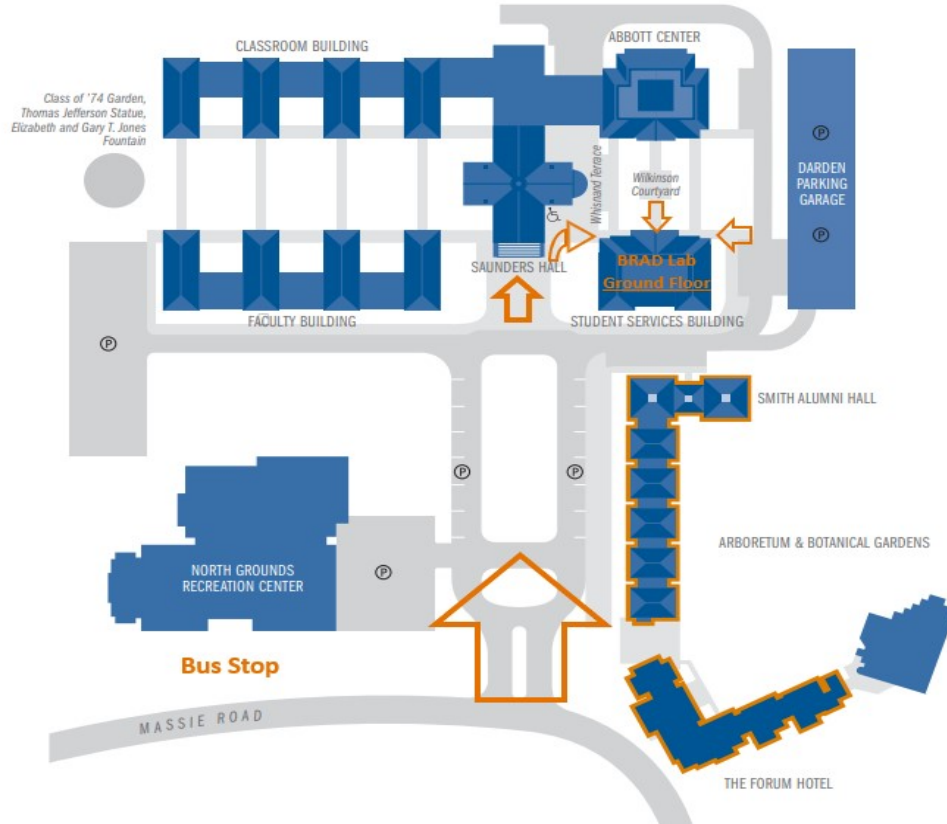 CLASSROOM BUILDING
ABBOTT CENTER
Class of '74 Garden,
Thomas Jefferson Statue,
Elizabeth and Gary T. Jones
Fountain
P
DARDEN
PARKING
GARAGE
P
Whisnand Terrace
Wilkinson
Courtyard
SAUNDERS HALL
BRAD Lab
Ground Floor
FACULTY BUILDING
STUDENT SERVICES BUILDING
P
SMITH ALUMNI HALL
P
P
ARBORETUM & BOTANICAL GARDENS
NORTH GROUNDS
RECREATION CENTER
P
Bus Stop
MASSIE ROAD
THE FORUM HOTEL